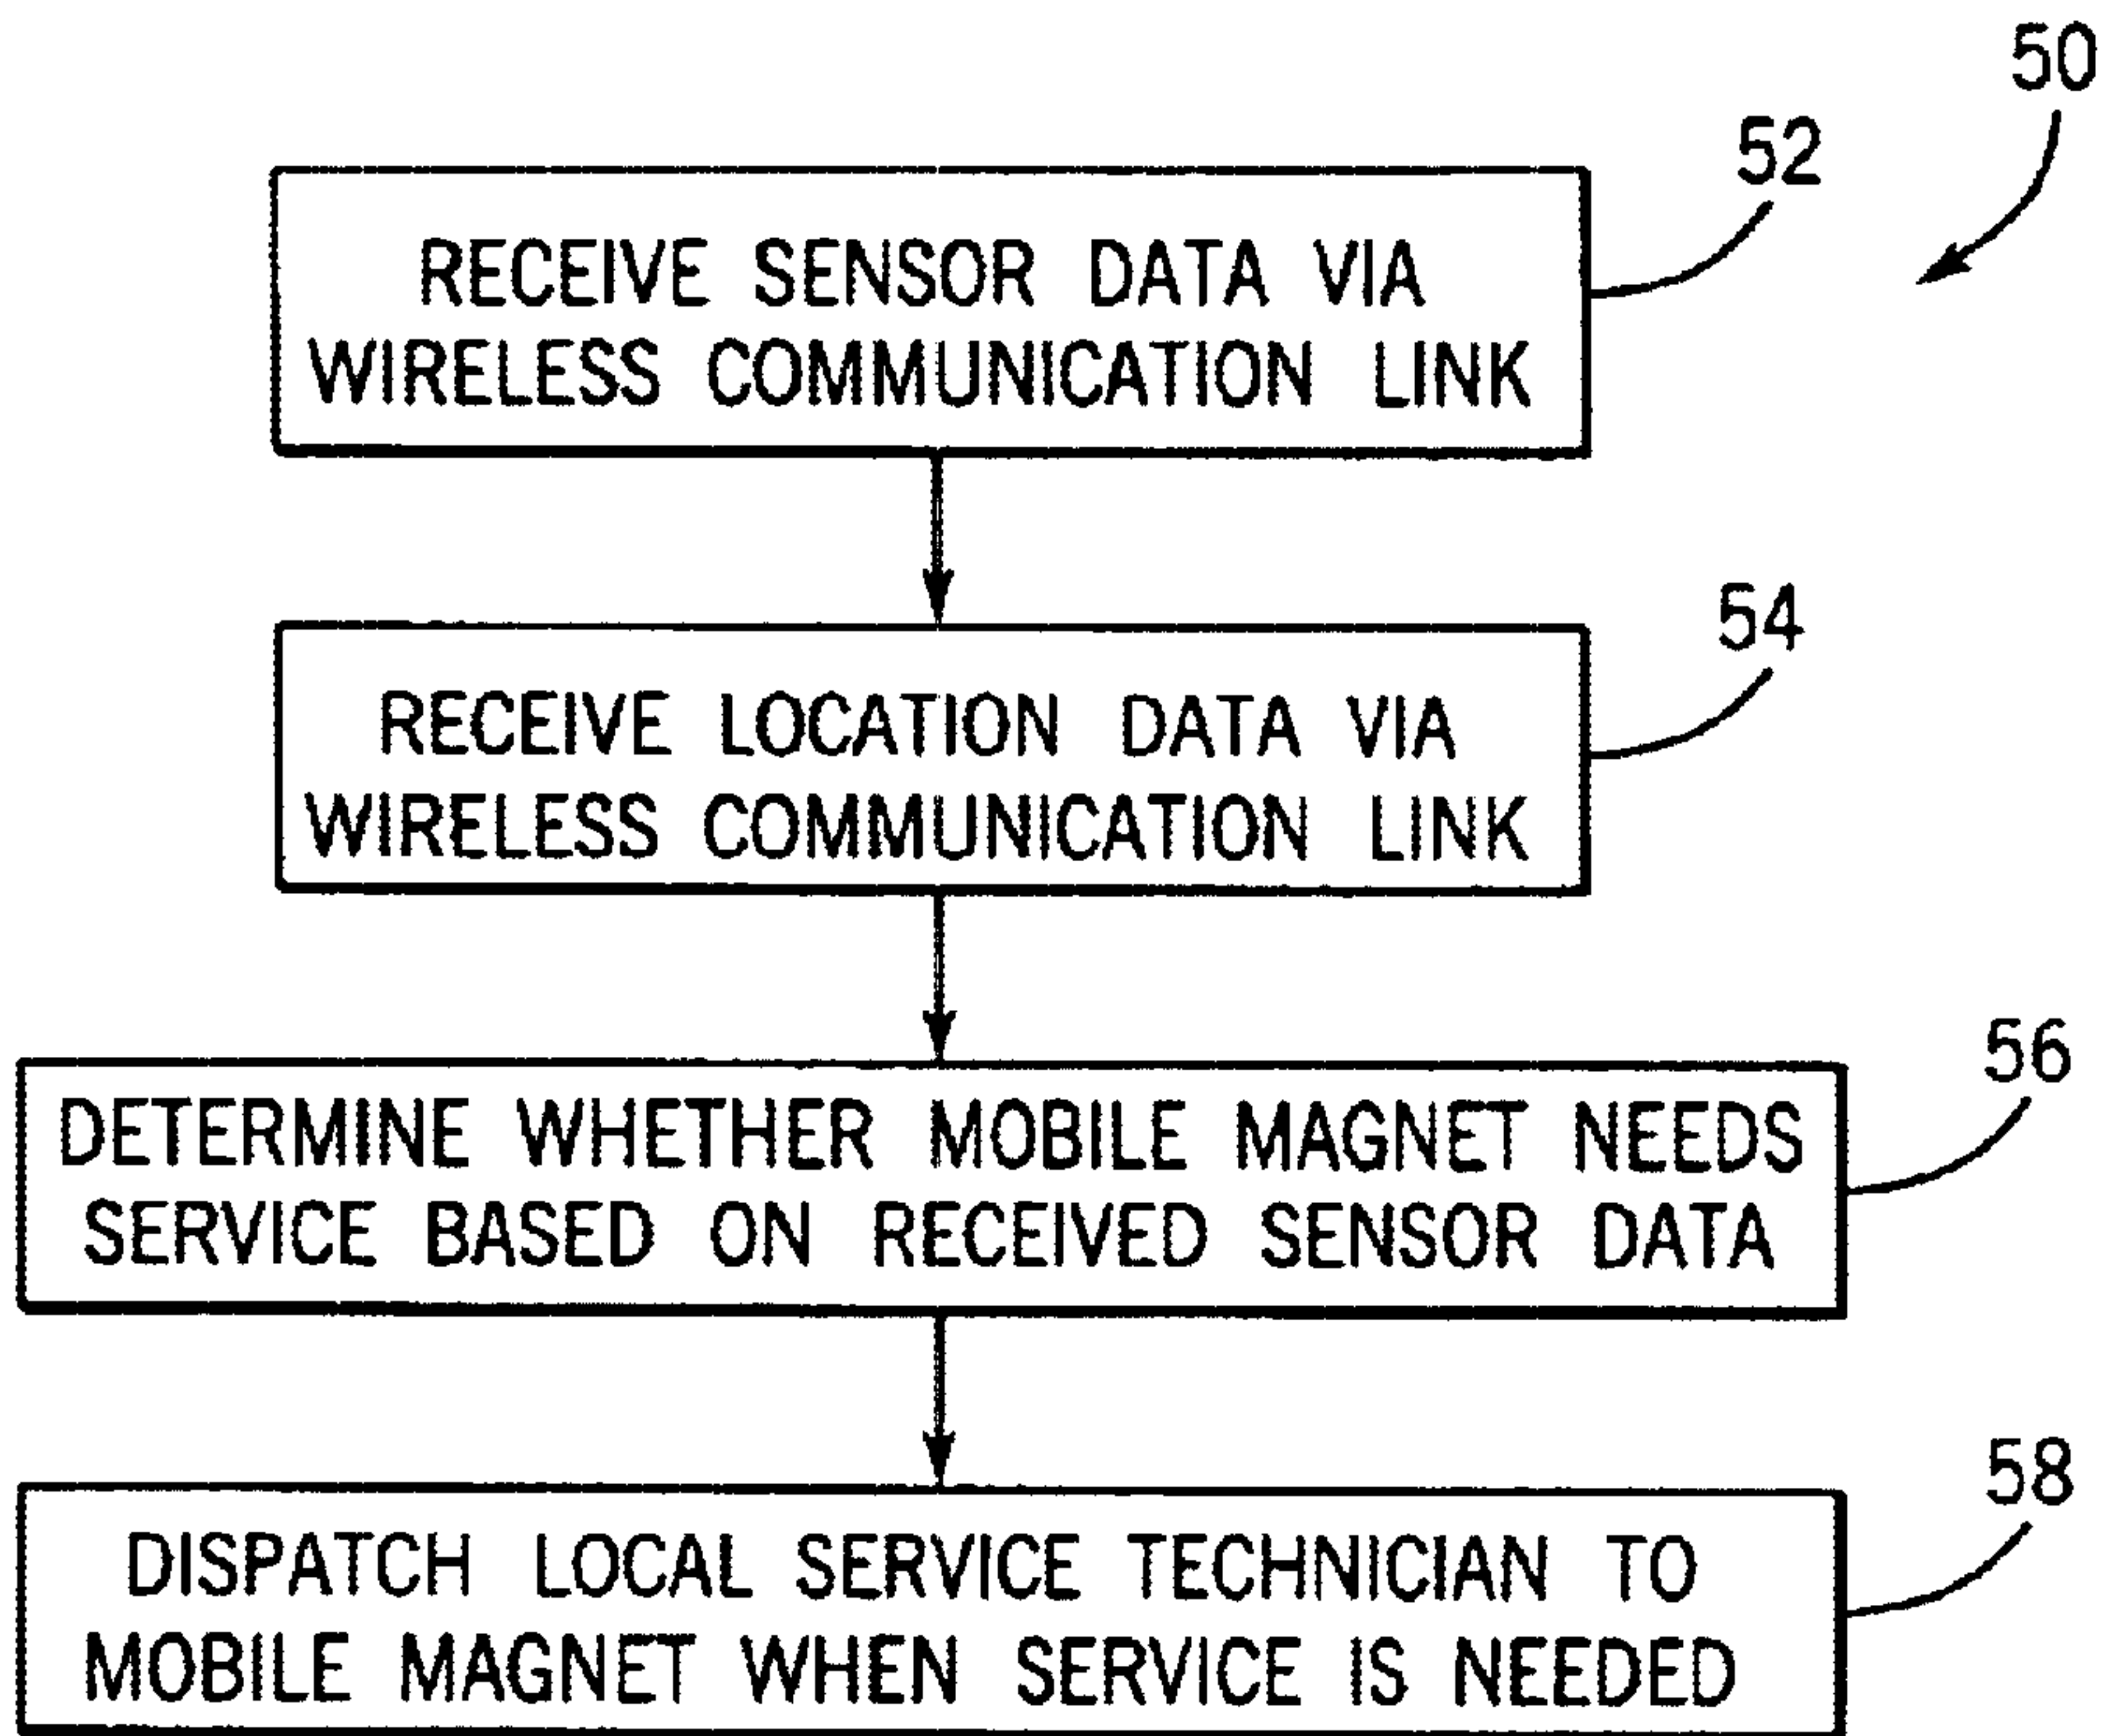 50
52
RECEIVE SENSOR DATA VIA
WIRELESS COMMUNICATION LINK
54
RECEIVE LOCATION DATA VIA
WIRELESS COMMUNICATION LINK
56
DETERMINE WHETHER MOBILE MAGNET NEEDS
SERVICE BASED ON RECEIVED SENSOR DATA
58
DISPATCH LOCAL SERVICE TECHNICIAN TO
MOBILE MAGNET WHEN SERVICE IS NEEDED